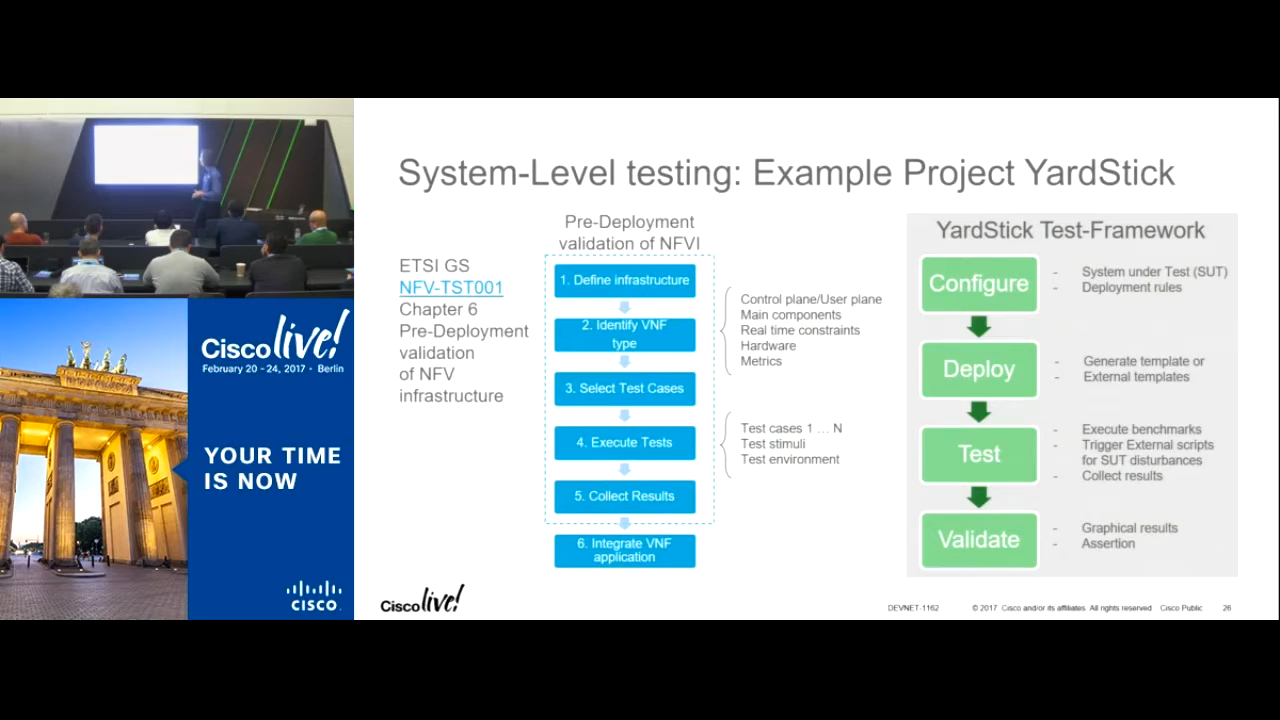 System-Level testing: Example Project YardStick
ETSI GS
NFV-TST001
Chapter 6
Pre-Deployment
validation
of NFV
infrastructure
Pre-Deployment
validation of NFVI
1. Define infrastructure
2. Identify VNF
type
3. Select Test Cases
4. Execute Tests
5. Collect Results
6. Integrate VNF
application
Control plane/User plane
Main components
Real time constraints
Hardware
Metrics
Test cases 1 … N
Test stimuli
Test environment
YardStick Test-Framework
Configure
- System under Test (SUT)
- Deployment rules
Deploy
- Generate template or
- External templates
Test
- Execute benchmarks
- Trigger External scripts
for SUT disturbances
- Collect results
Validate
- Graphical results
- Assertion
Cisco live!
February 20 - 24, 2017 • Berlin
YOUR TIME
IS NOW
CISCO
Cisco live!
DEVNET-1162 © 2017 Cisco and/or its affiliates. All rights reserved Cisco Public 26